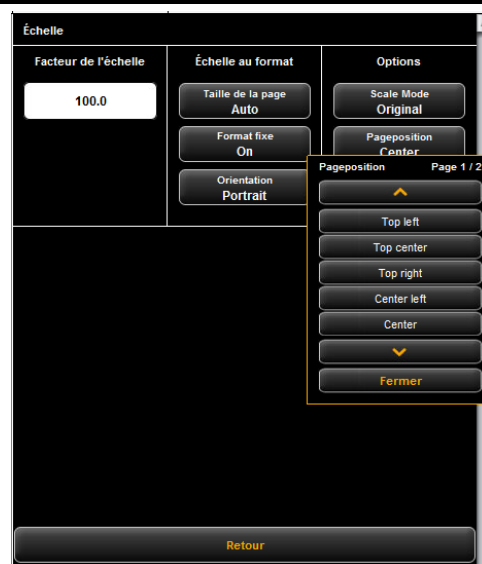 Échelle
Facteur de l'échelle
100.0
Échelle au format
Taille de la page
Auto
Format fixe
On
Orientation
Portrait
Options
Scale Mode
Original
Pageposition
Center
Pageposition Page 1 / 2
Top left
Top center
Top right
Center left
Center
Fermer
Retour